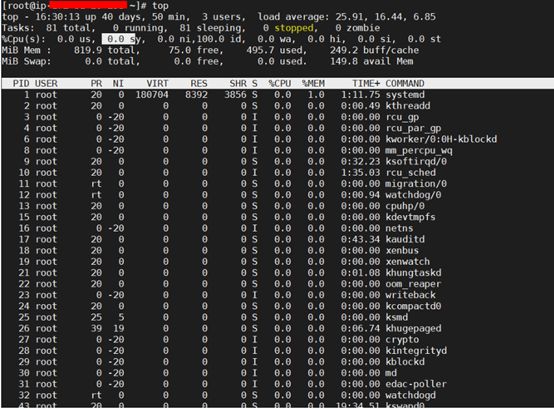 [root@ip- ~]# top
top - 16:30:13 up 40 days, 50 min, 3 users, load average: 25.91, 16.44, 6.85
Tasks: 81 total, 0 running, 81 sleeping, 0 stopped, 0 zombie
%Cpu(s): 0.0 us, 0.0 sy, 0.0 ni,100.0 id, 0.0 wa, 0.0 hi, 0.0 si, 0.0 st
MiB Mem : 819.9 total, 75.0 free, 495.7 used, 249.2 buff/cache
MiB Swap: 0.0 total, 0.0 free, 0.0 used. 149.8 avail Mem
PID USER PR NI VIRT RES SHR S %CPU %MEM TIME+ COMMAND
1 root 20 0 180704 8392 3856 S 0.0 1.0 1:11.75 systemd
2 root 20 0 0 0 0 S 0.0 0.0 0:00.49 kthreadd
3 root 0 -20 0 0 0 I 0.0 0.0 0:00.00 rcu_gp
4 root 0 -20 0 0 0 I 0.0 0.0 0:00.00 rcu_par_gp
6 root 0 -20 0 0 0 I 0.0 0.0 0:00.00 kworker/0:0H-kblockd
8 root 0 -20 0 0 0 I 0.0 0.0 0:00.00 mm_percpu_wq
9 root 20 0 0 0 0 S 0.0 0.0 0:32.23 ksoftirqd/0
10 root 20 0 0 0 0 I 0.0 0.0 1:35.03 rcu_sched
11 root rt 0 0 0 0 S 0.0 0.0 0:00.00 migration/0
12 root rt 0 0 0 0 S 0.0 0.0 0:00.94 watchdog/0
13 root 20 0 0 0 0 S 0.0 0.0 0:00.00 cpuhp/0
15 root 20 0 0 0 0 S 0.0 0.0 0:00.00 kdevtmpfs
16 root 0 -20 0 0 0 I 0.0 0.0 0:00.00 netns
17 root 20 0 0 0 0 S 0.0 0.0 0:43.34 kauditd
18 root 20 0 0 0 0 S 0.0 0.0 0:00.00 xenbus
19 root 20 0 0 0 0 S 0.0 0.0 0:00.00 xenwatch
21 root 20 0 0 0 0 S 0.0 0.0 0:01.08 khungtaskd
22 root 20 0 0 0 0 S 0.0 0.0 0:00.00 oom_reaper
23 root 0 -20 0 0 0 I 0.0 0.0 0:00.00 writeback
24 root 20 0 0 0 0 S 0.0 0.0 0:00.00 kcompactd0
25 root 25 5 0 0 0 S 0.0 0.0 0:00.00 ksmd
26 root 39 19 0 0 0 S 0.0 0.0 0:06.74 khugepaged
27 root 0 -20 0 0 0 I 0.0 0.0 0:00.00 crypto
28 root 0 -20 0 0 0 I 0.0 0.0 0:00.00 kintegrityd
29 root 0 -20 0 0 0 I 0.0 0.0 0:00.00 kblockd
30 root 0 -20 0 0 0 I 0.0 0.0 0:00.00 md
31 root 0 -20 0 0 0 I 0.0 0.0 0:00.00 edac-poller
32 root rt 0 0 0 0 S 0.0 0.0 0:00.00 watchdogd
43 root 20 0 0 0 0 S 0.0 0.0 19:34.51 kswapd0